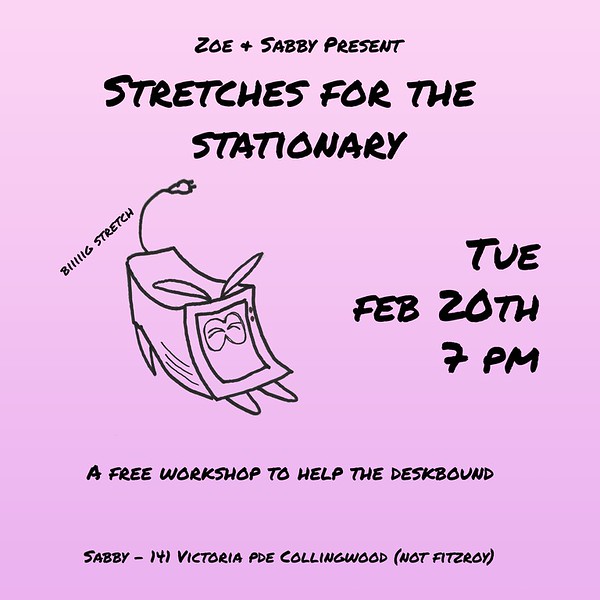 Zoe & Sabby Present
Stretches for the
stationary
BIIIIIG STRETCH
Tue
Feb 20th
7 pm
A free workshop to help the deskbound
Sabby - 141 Victoria pde Collingwood (not fitzroy)